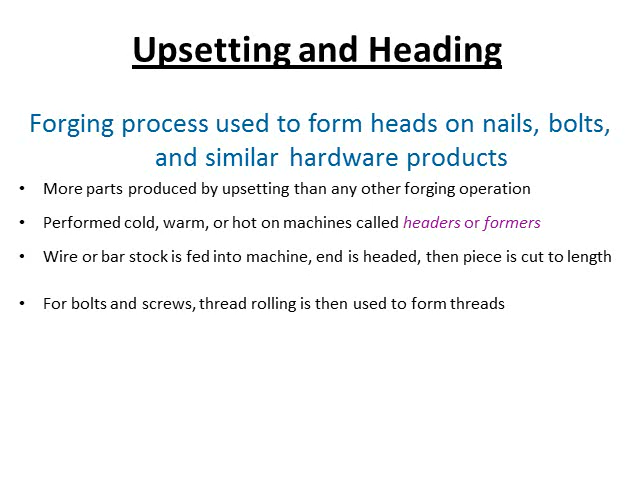 Upsetting and Heading
Forging process used to form heads on nails, bolts,
and similar hardware products
• More parts produced by upsetting than any other forging operation
• Performed cold, warm, or hot on machines called headers or formers
• Wire or bar stock is fed into machine, end is headed, then piece is cut to length
• For bolts and screws, thread rolling is then used to form threads